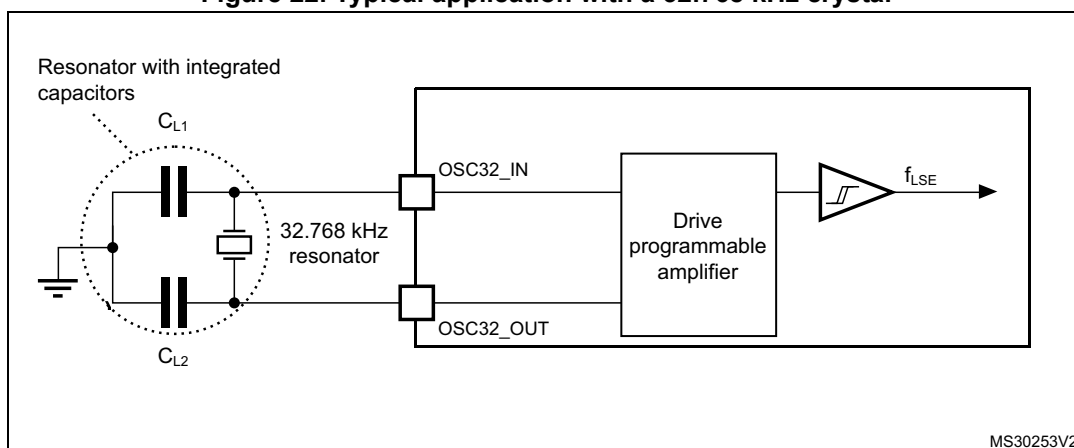 Figure 22. Typical application with a 32.768 kHz crystal
Resonator with integrated
capacitors
CL1
OSC32_IN
fLSE
32.768 kHz
resonator
Drive
programmable
amplifier
OSC32_OUT
CL2
MS30253V2